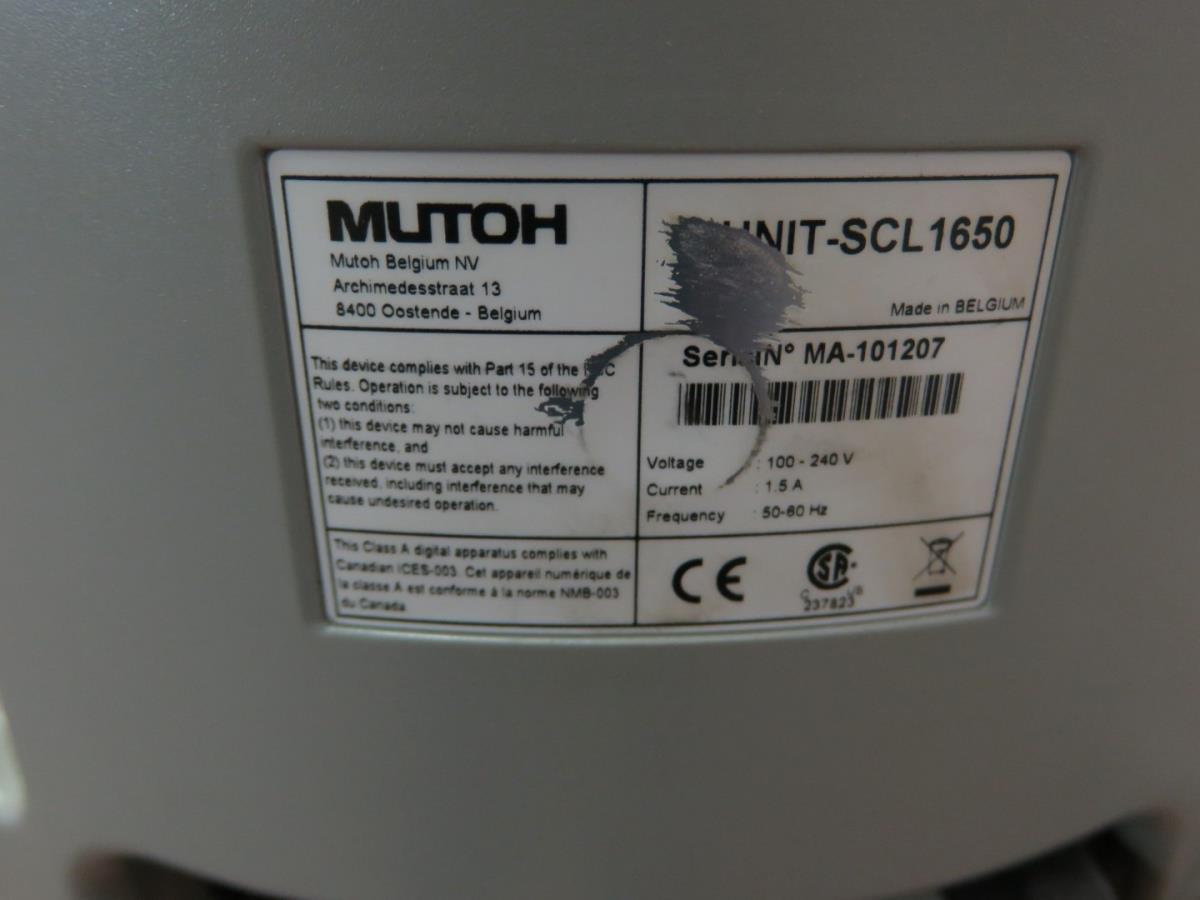 MUTOH
Mutoh Belgium NV
Archimedesstraat 13
8400 Oostende - Belgium
UNIT-SCL1650
Made in BELGIUM
This device complies with Part 15 of the FCC
Rules. Operation is subject to the following
two conditions:
(1) this device may not cause harmful
interference, and
(2) this device must accept any interference
received, including interference that may
cause undesired operation.
Serial N° MA-101207
Voltage : 100 - 240 V
Current : 1.5 A
Frequency : 50-60 Hz
This Class A digital apparatus complies with
Canadian ICES-003. Cet appareil numérique de
la classe A est conforme à la norme NMB-003
du Canada
CE
SA
C US
237823